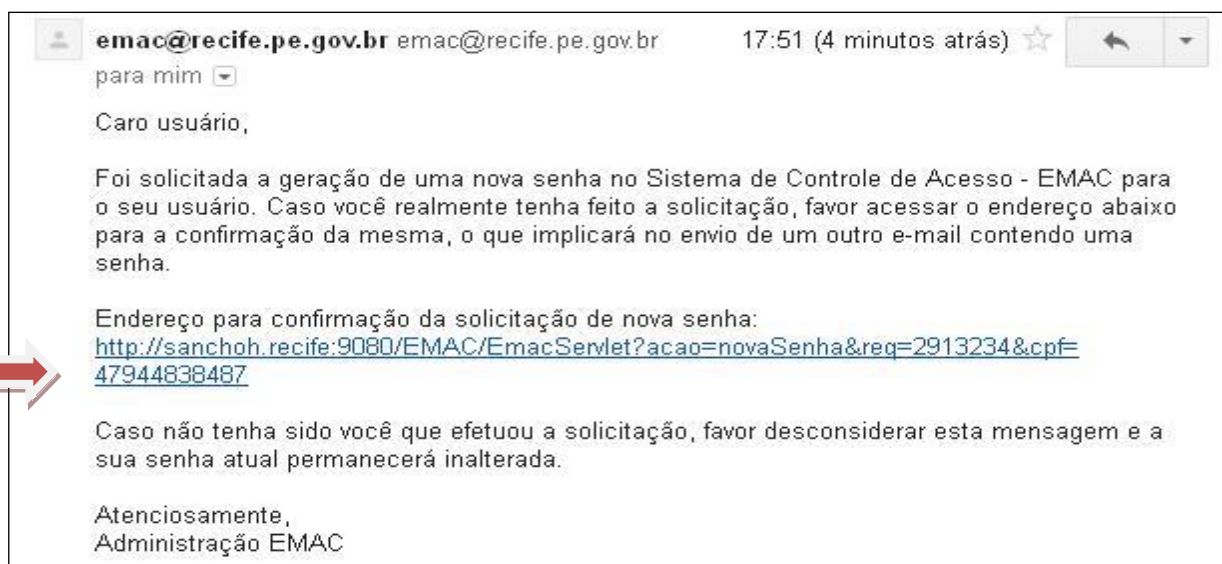 emac@recife.pe.gov.br emac@recife.pe.gov.br 17:51 (4 minutos atrás)
para mim
Caro usuário,
Foi solicitada a geração de uma nova senha no Sistema de Controle de Acesso - EMAC para
o seu usuário. Caso você realmente tenha feito a solicitação, favor acessar o endereço abaixo
para a confirmação da mesma, o que implicará no envio de um outro e-mail contendo uma
senha.
Endereço para confirmação da solicitação de nova senha:
http://sanchoh.recife:9080/EMAC/EmacServlet?acao=novaSenha&req=2913234&cpf=
47944838487
Caso não tenha sido você que efetuou a solicitação, favor desconsiderar esta mensagem e a
sua senha atual permanecerá inalterada.
Atenciosamente,
Administração EMAC